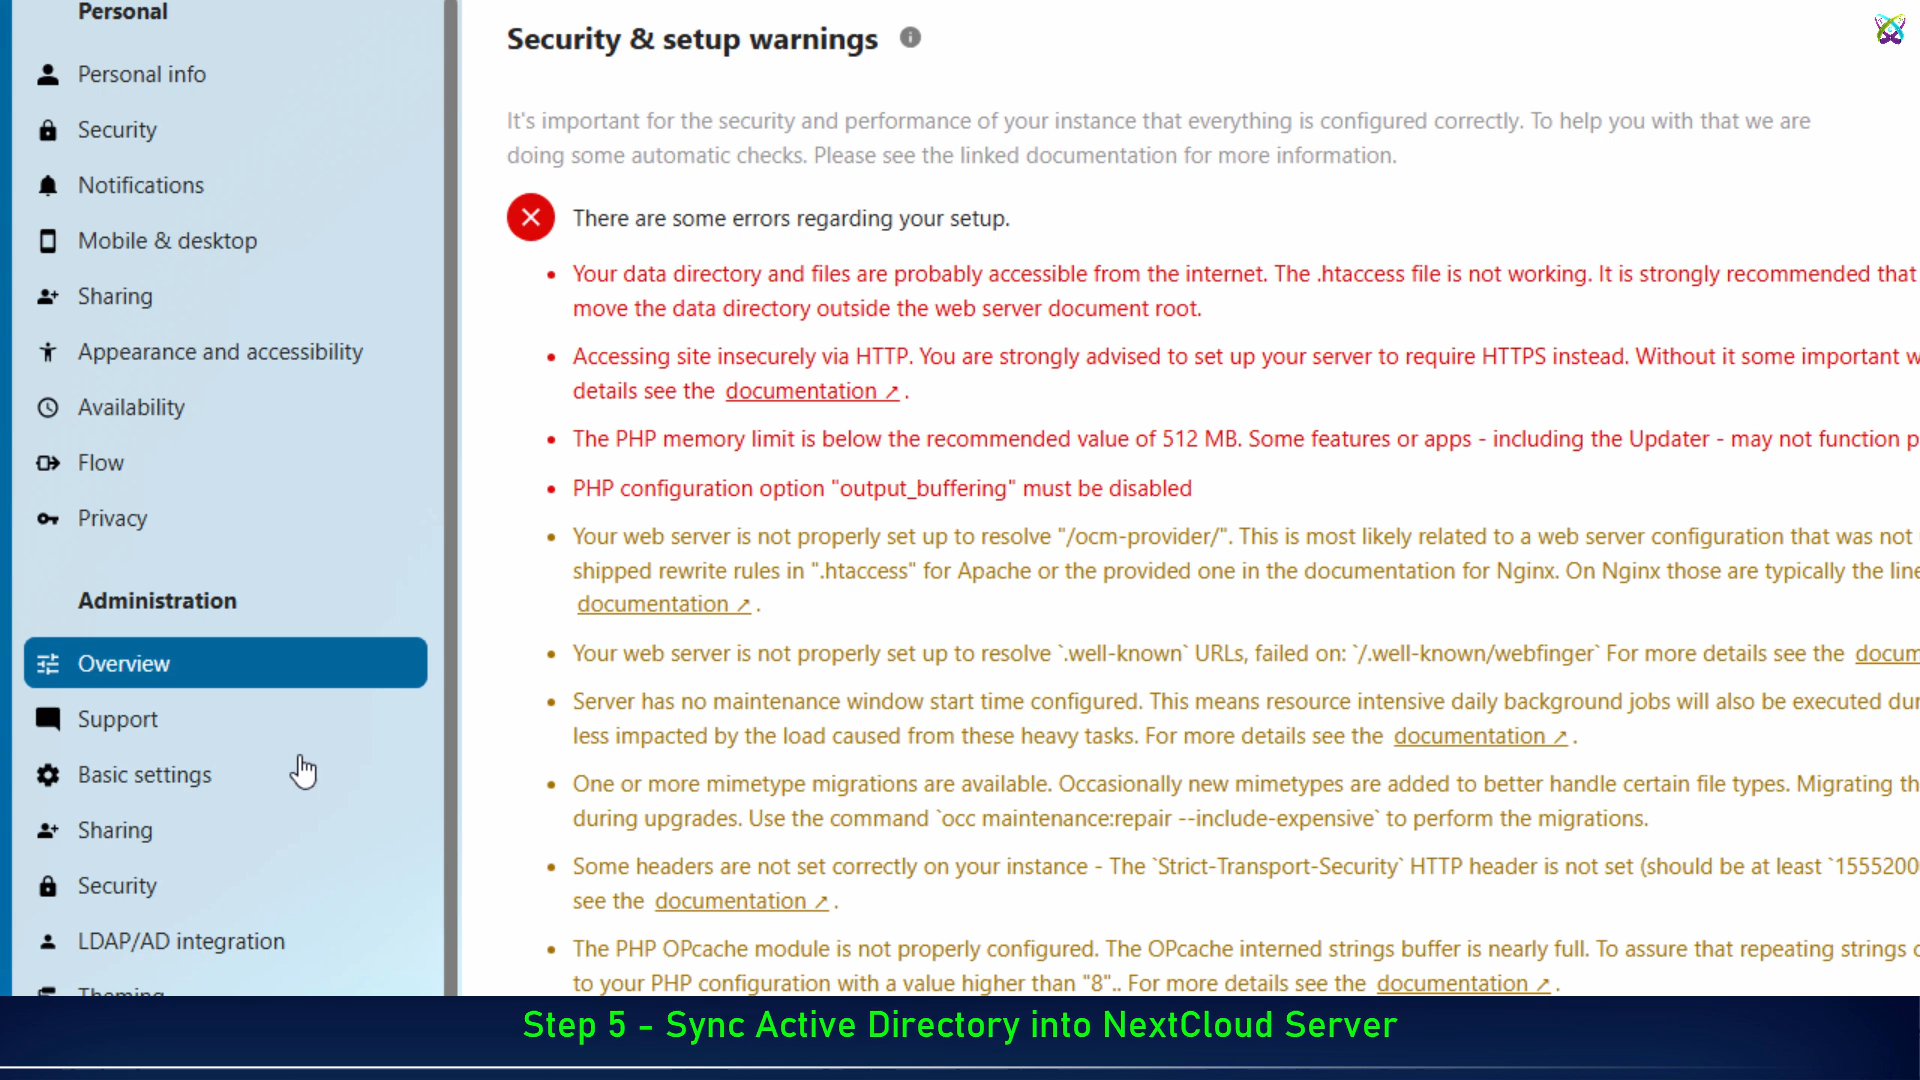 Personal
Personal info
Security
Notifications
Mobile & desktop
Sharing
Appearance and accessibility
Availability
Flow
Privacy
Administration
Overview
Support
Basic settings
Sharing
Security
LDAP/AD integration
Theming
Security & setup warnings
It's important for the security and performance of your instance that everything is configured correctly. To help you with that we are
doing some automatic checks. Please see the linked documentation for more information.
There are some errors regarding your setup.
Your data directory and files are probably accessible from the internet. The .htaccess file is not working. It is strongly recommended that
move the data directory outside the web server document root.
Accessing site insecurely via HTTP. You are strongly advised to set up your server to require HTTPS instead. Without it some important w
details see the documentation ↗ .
The PHP memory limit is below the recommended value of 512 MB. Some features or apps - including the Updater - may not function p
PHP configuration option "output_buffering" must be disabled
Your web server is not properly set up to resolve "/ocm-provider/". This is most likely related to a web server configuration that was not
shipped rewrite rules in ".htaccess" for Apache or the provided one in the documentation for Nginx. On Nginx those are typically the line
documentation ↗ .
Your web server is not properly set up to resolve `.well-known` URLs, failed on: `/.well-known/webfinger` For more details see the docum
Server has no maintenance window start time configured. This means resource intensive daily background jobs will also be executed dur
less impacted by the load caused from these heavy tasks. For more details see the documentation ↗ .
One or more mimetype migrations are available. Occasionally new mimetypes are added to better handle certain file types. Migrating th
during upgrades. Use the command `occ maintenance:repair --include-expensive` to perform the migrations.
Some headers are not set correctly on your instance - The `Strict-Transport-Security` HTTP header is not set (should be at least `1555200
see the documentation ↗ .
The PHP OPcache module is not properly configured. The OPcache interned strings buffer is nearly full. To assure that repeating strings c
to your PHP configuration with a value higher than "8".. For more details see the documentation ↗ .
Step 5 - Sync Active Directory into NextCloud Server